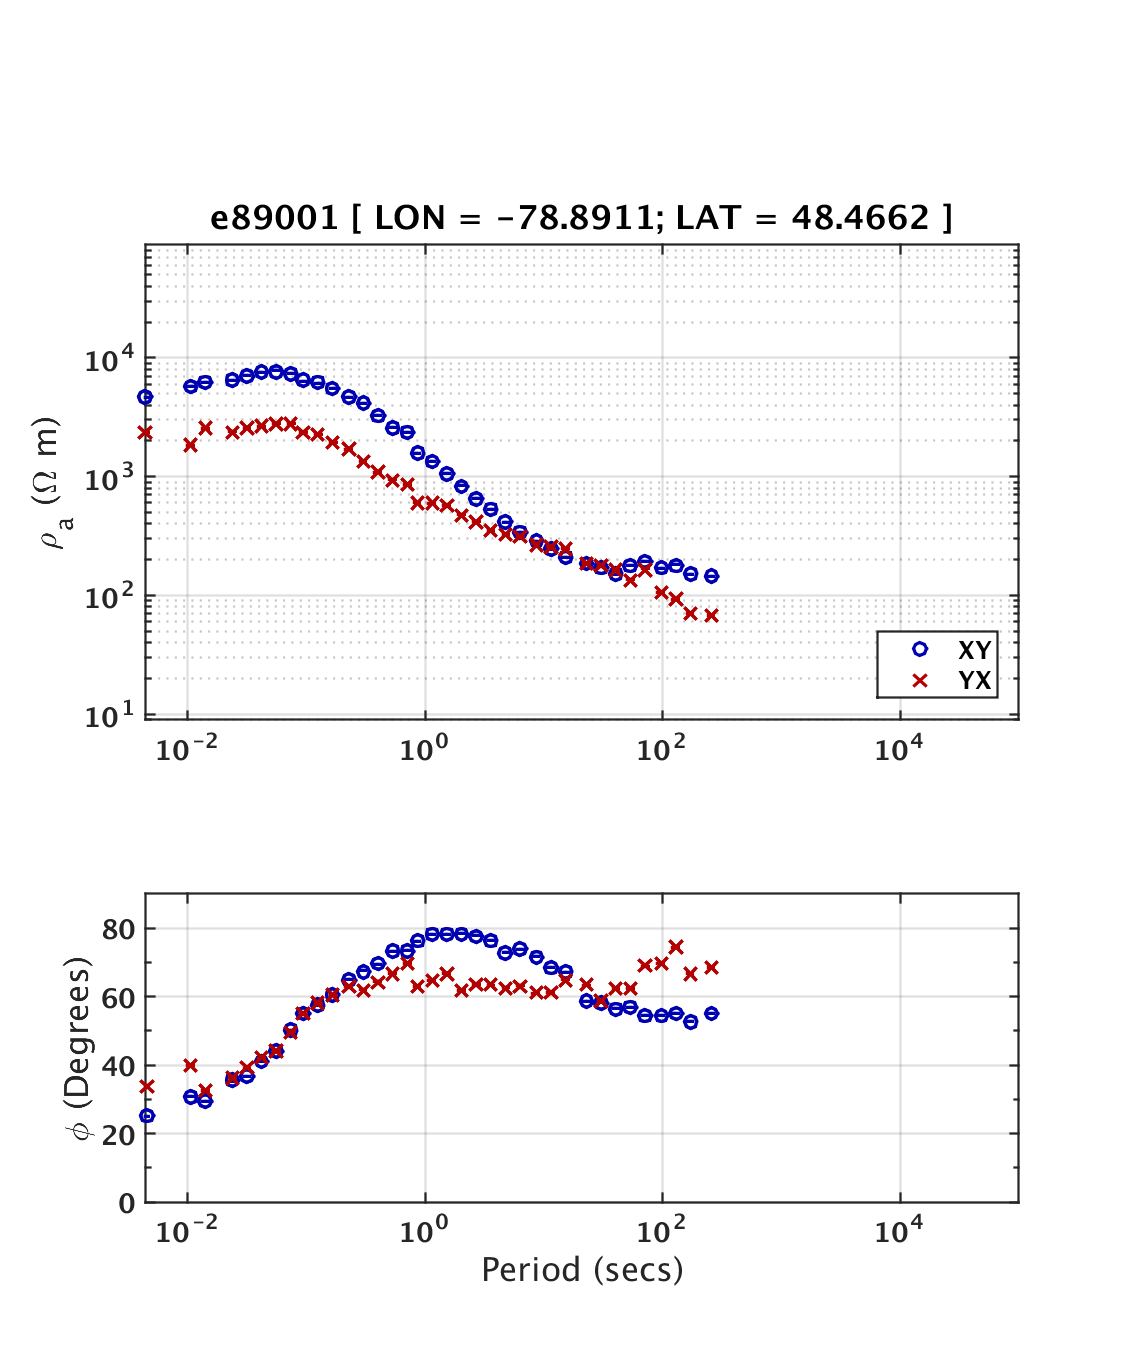 e89001 [ LON = -78.8911; LAT = 48.4662 ]
ρa (Ω m)
10^4
10^3
10^2
10^1
10^-2 10^0 10^2 10^4
XY
YX
ϕ (Degrees)
80
60
40
20
0
10^-2 10^0 10^2 10^4
Period (secs)